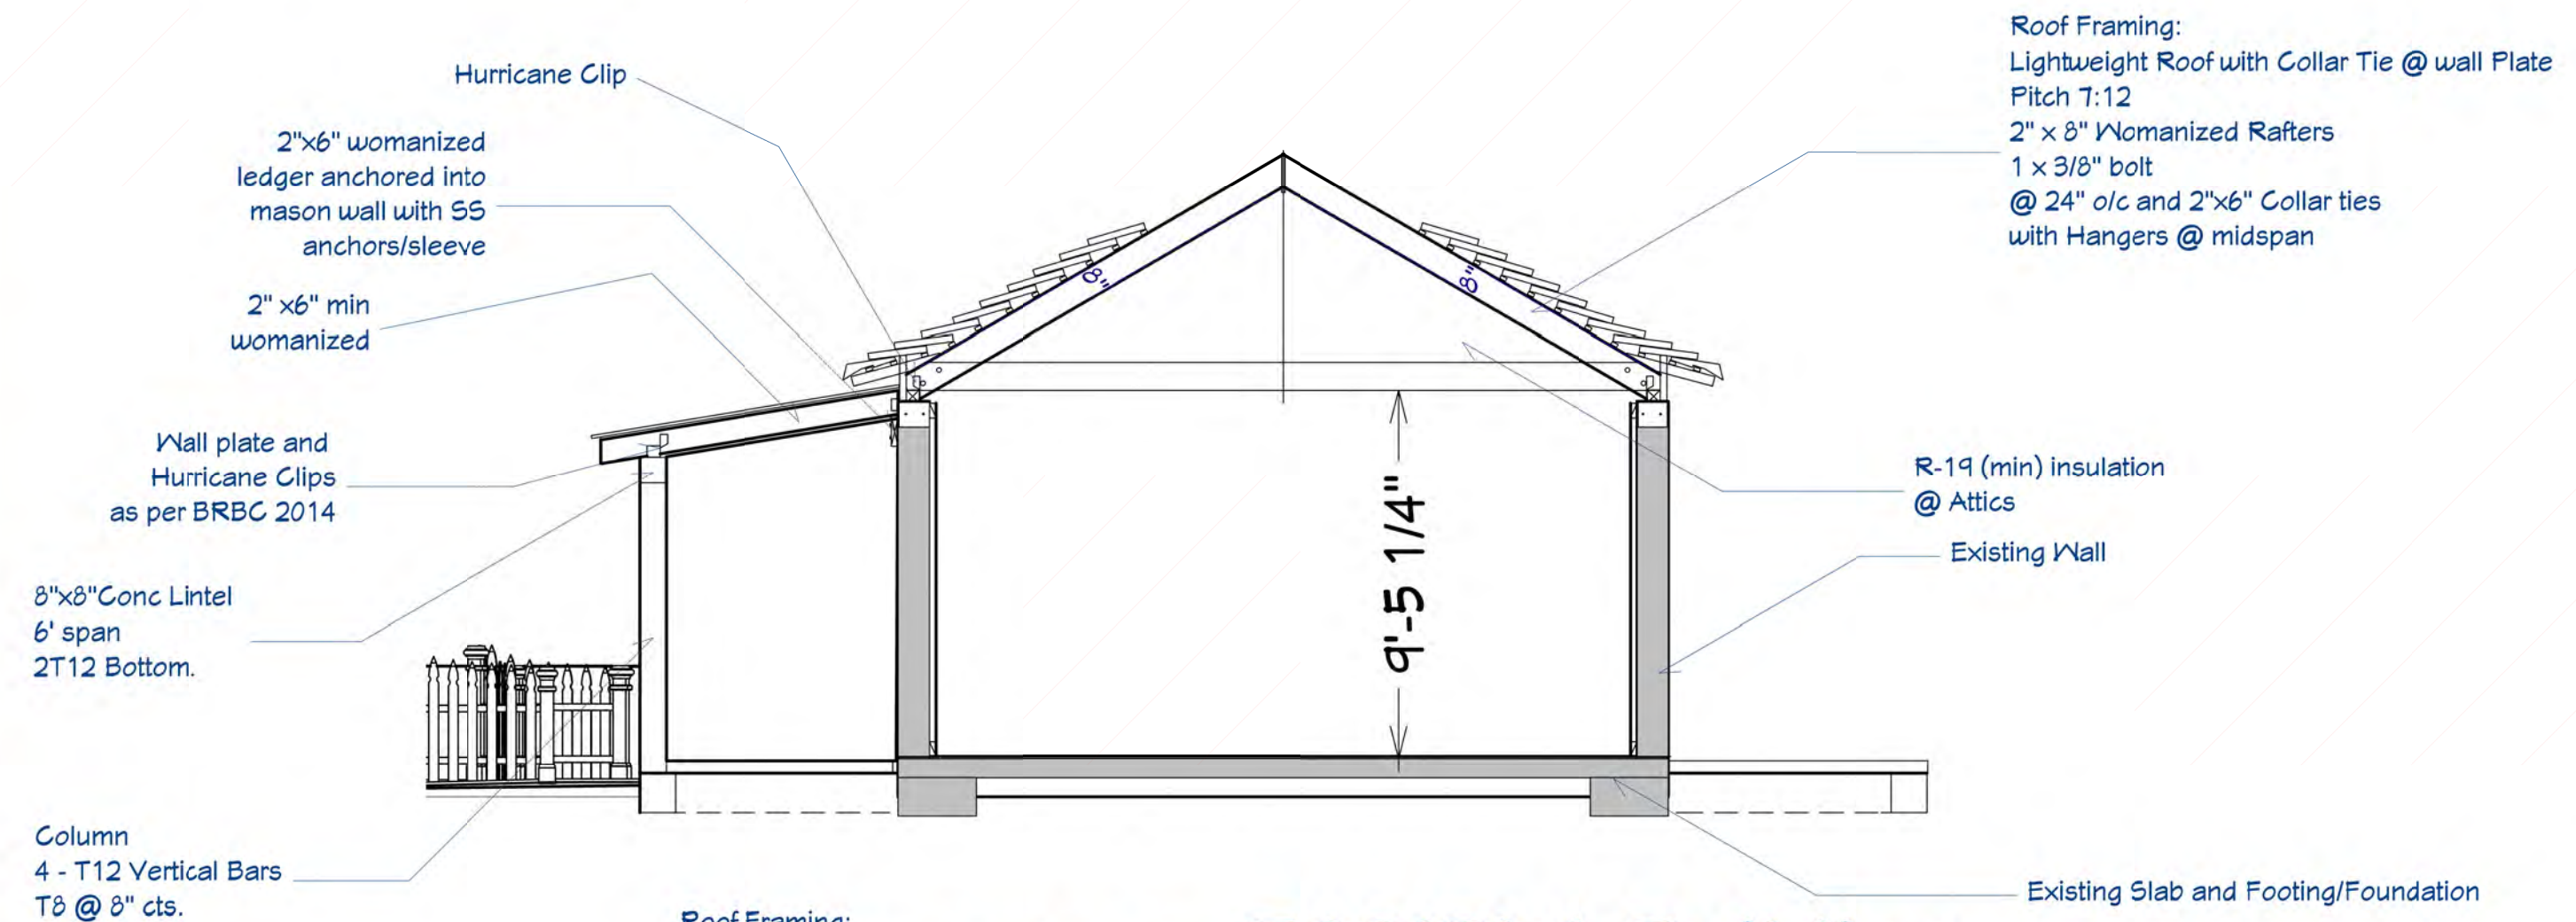 Hurricane Clip
2"x6" womanized
ledger anchored into
mason wall with SS
anchors/sleeve
2" x6" min
womanized
Wall plate and
Hurricane Clips
as per BRBC 2014
8"x8"Conc Lintel
6' span
2T12 Bottom.
Column
4 - T12 Vertical Bars
T8 @ 8" cts.
8"
8"
9'-5 1/4"
Roof Framing:
Lightweight Roof with Collar Tie @ wall Plate
Pitch 7:12
2" x 8" Womanized Rafters
1 x 3/8" bolt
@ 24" o/c and 2"x6" Collar ties
with Hangers @ midspan
R-19 (min) insulation
@ Attics
Existing Wall
Existing Slab and Footing/Foundation
Roof Framing: